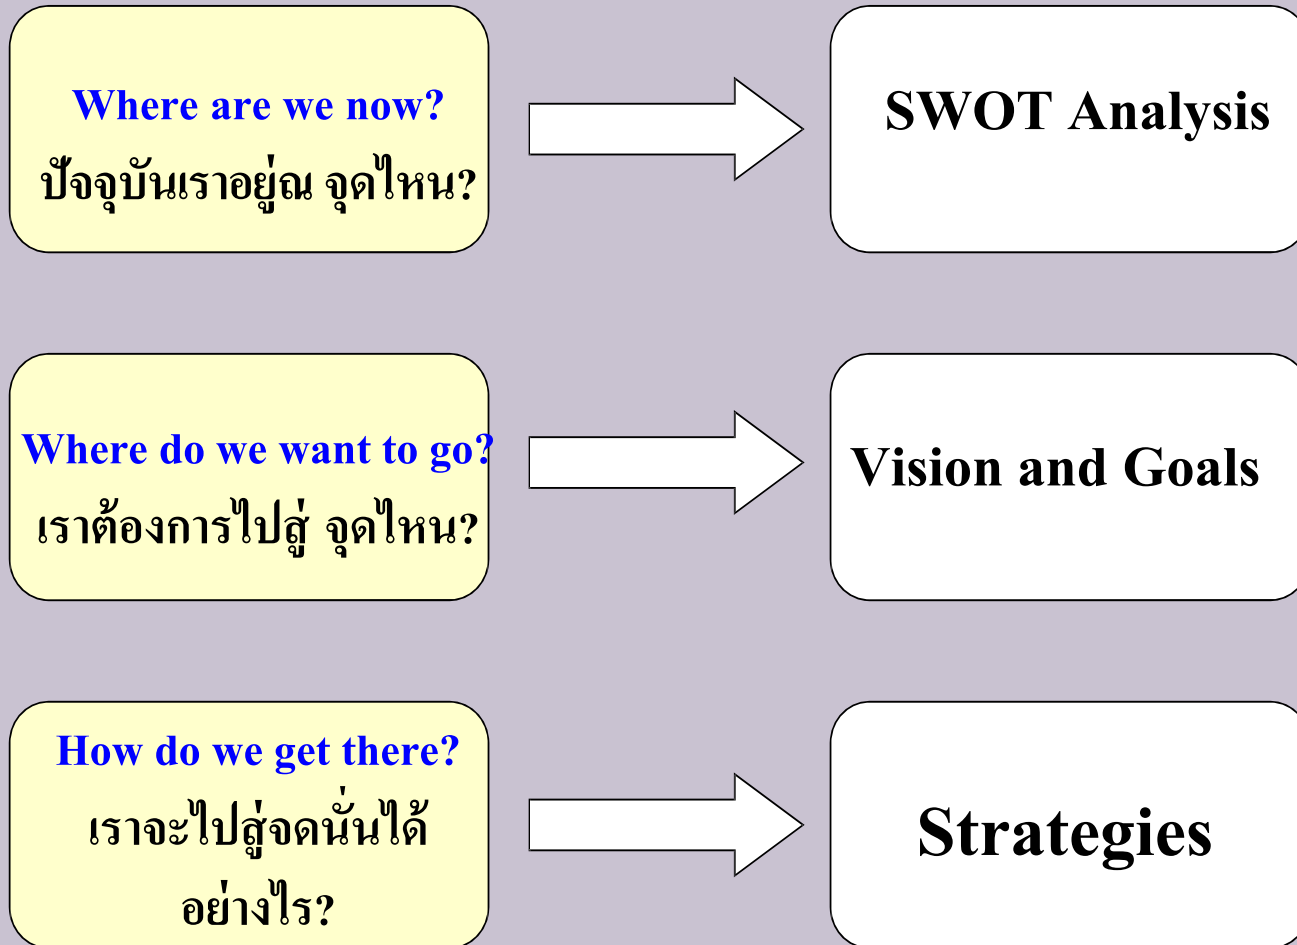 Where are we now?
ปัจจุบันเราอยู่ณ จุดไหน?
SWOT Analysis
Where do we want to go?
เราต้องการไปสู่ จุดไหน?
Vision and Goals
How do we get there?
เราจะไปสู่จดนั่นได้
อย่างไร?
Strategies